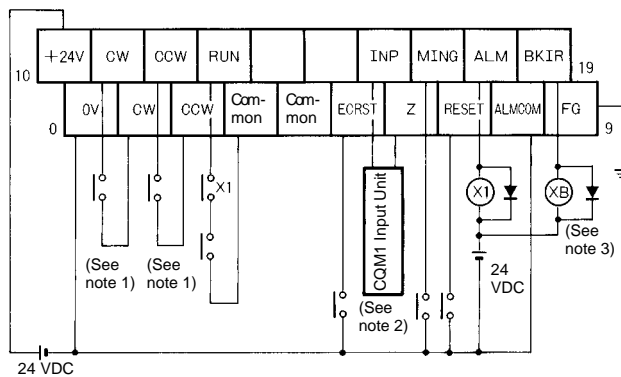 +24V CW CCW RUN INP MING ALM BKIR
10 19
0V CW CCW Com-mon Com-mon ECRST Z RESET ALMCOM FG
0 9
X1
X1 XB
CQM1 Input Unit
(See note 1)
(See note 1)
(See note 2)
(See note 3)
24 VDC
24 VDC